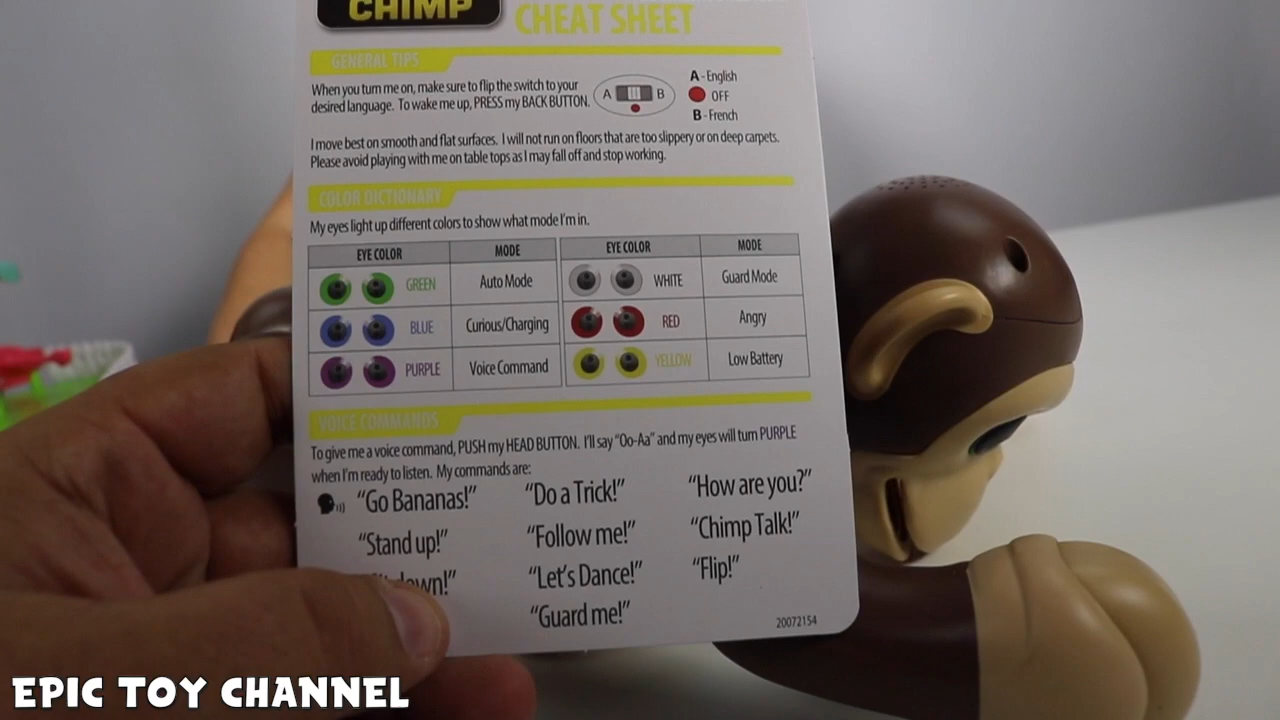 CHIMP
CHEAT SHEET
GENERAL TIPS
When you turn me on, make sure to flip the switch to your
desired language. To wake me up, PRESS my BACK BUTTON.
A B
A - English
OFF
B - French
I move best on smooth and flat surfaces. I will not run on floors that are too slippery or on deep carpets.
Please avoid playing with me on table tops as I may fall off and stop working.
COLOR DICTIONARY
My eyes light up different colors to show what mode I'm in.
EYE COLOR MODE EYE COLOR MODE
GREEN Auto Mode WHITE Guard Mode
BLUE Curious/Charging RED Angry
PURPLE Voice Command YELLOW Low Battery
VOICE COMMANDS
To give me a voice command, PUSH my HEAD BUTTON. I'll say "Oo-Aa" and my eyes will turn PURPLE
when I'm ready to listen. My commands are:
"Go Bananas!" "Do a Trick!" "How are you?"
"Stand up!" "Follow me!" "Chimp Talk!"
down!" "Let's Dance!" "Flip!"
"Guard me!"
20072154
EPIC TOY CHANNEL